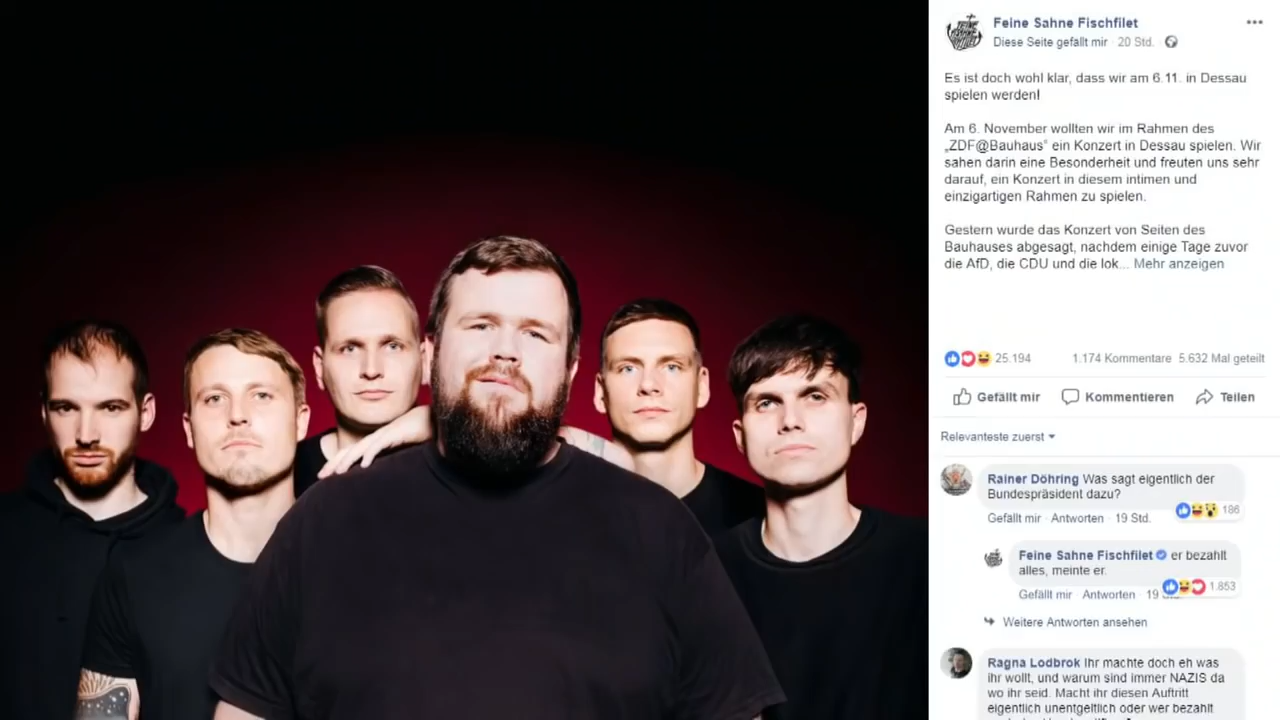 Feine Sahne Fischfilet
Diese Seite gefällt mir · 20 Std. ·
Es ist doch wohl klar, dass wir am 6.11. in Dessau
spielen werden!
Am 6. November wollten wir im Rahmen des
„ZDF@Bauhaus“ ein Konzert in Dessau spielen. Wir
sahen darin eine Besonderheit und freuten uns sehr
darauf, ein Konzert in diesem intimen und
einzigartigen Rahmen zu spielen.
Gestern wurde das Konzert von Seiten des
Bauhauses abgesagt, nachdem einige Tage zuvor
die AfD, die CDU und die lok... Mehr anzeigen
25.194 1.174 Kommentare 5.632 Mal geteilt
Gefällt mir Kommentieren Teilen
Relevanteste zuerst
Rainer Döhring Was sagt eigentlich der
Bundespräsident dazu?
186
Gefällt mir · Antworten · 19 Std.
Feine Sahne Fischfilet er bezahlt
alles, meinte er.
1.853
Gefällt mir · Antworten · 19
Weitere Antworten ansehen
Ragna Lodbrok Ihr machte doch eh was
ihr wollt, und warum sind immer NAZIS da
wo ihr seid. Macht ihr diesen Auftritt
eigentlich unentgeltlich oder wer bezahlt